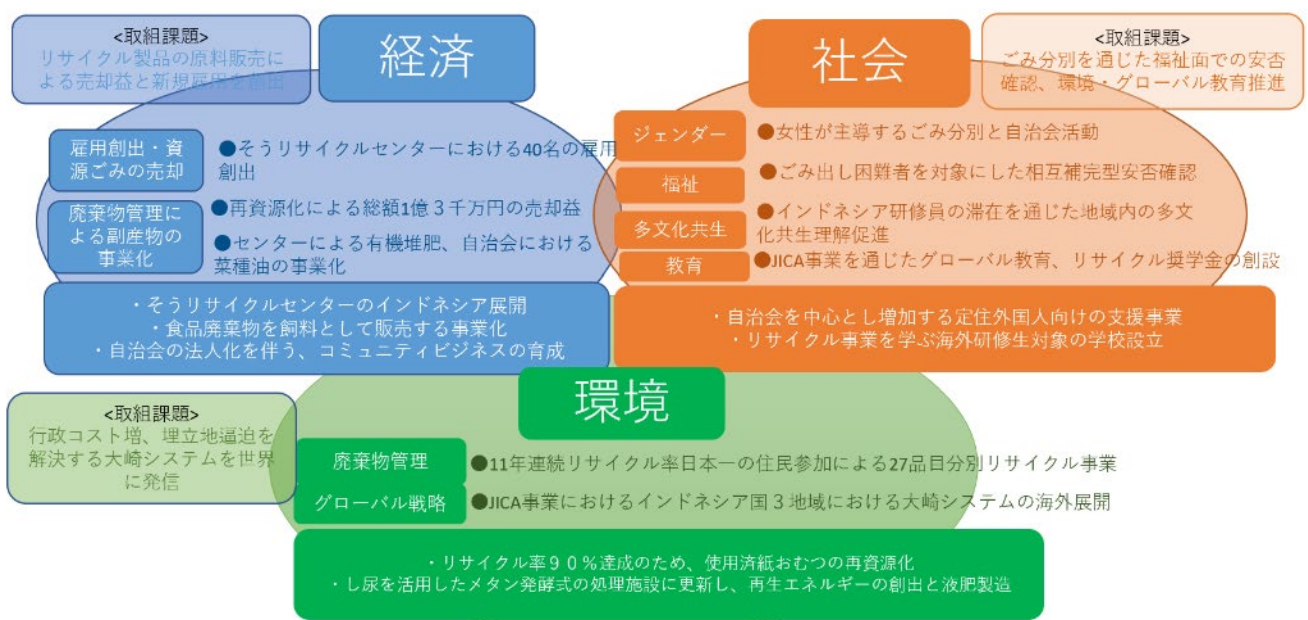 <取組課題>
リサイクル製品の原料販売に
よる売却益と新規雇用を創出
経済
雇用創出・資
源ごみの売却
●そうリサイクルセンターにおける40名の雇用
創出
廃棄物管理に
よる副産物の
事業化
●再資源化による総額1億3千万円の売却益
●センターによる有機堆肥、自治会における
菜種油の事業化
・そうリサイクルセンターのインドネシア展開
・食品廃棄物を飼料として販売する事業化
・自治会の法人化を伴う、コミュニティビジネスの育成
社会
<取組課題>
ごみ分別を通じた福祉面での安否
確認、環境・グローバル教育推進
ジェンダー
●女性が主導するごみ分別と自治会活動
福祉
●ごみ出し困難者を対象にした相互補完型安否確認
多文化共生
●インドネシア研修員の滞在を通じた地域内の多文
化共生理解促進
教育
●JICA事業を通じたグローバル教育、リサイクル奨学金の創設
・自治会を中心とし増加する定住外国人向けの支援事業
・リサイクル事業を学ぶ海外研修生対象の学校設立
環境
<取組課題>
行政コスト増、埋立地逼迫を
解決する大崎システムを世界
に発信
廃棄物管理
●11年連続リサイクル率日本一の住民参加による27品目分別リサイクル事業
グローバル戦略
●JICA事業におけるインドネシア国3地域における大崎システムの海外展開
・リサイクル率90%達成のため、使用済紙おむつの再資源化
・し尿を活用したメタン発酵式の処理施設に更新し、再生エネルギーの創出と液肥製造